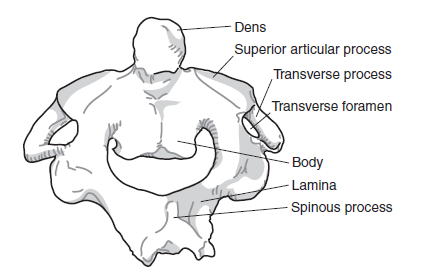 Dens
Superior articular process
Transverse process
Transverse foramen
Body
Lamina
Spinous process